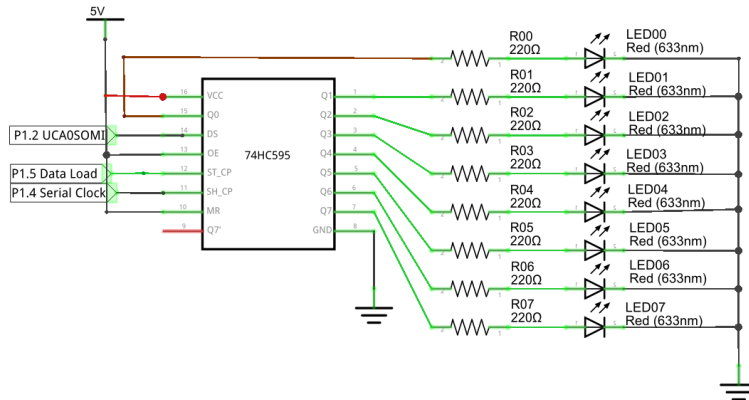 5V
R00
220Ω
LED00
Red (633nm)
R01
220Ω
LED01
Red (633nm)
R02
220Ω
LED02
Red (633nm)
R03
220Ω
LED03
Red (633nm)
R04
220Ω
LED04
Red (633nm)
R05
220Ω
LED05
Red (633nm)
R06
220Ω
LED06
Red (633nm)
R07
220Ω
LED07
Red (633nm)
P1.2 UCA0SOMI
P1.5 Data Load
P1.4 Serial Clock
74HC595
16 VCC
15 Q0
14 DS
13 OE
12 ST_CP
11 SH_CP
10 MR
9 Q7'
Q1 1
Q2 2
Q3 3
Q4 4
Q5 5
Q6 6
Q7 7
GND 8